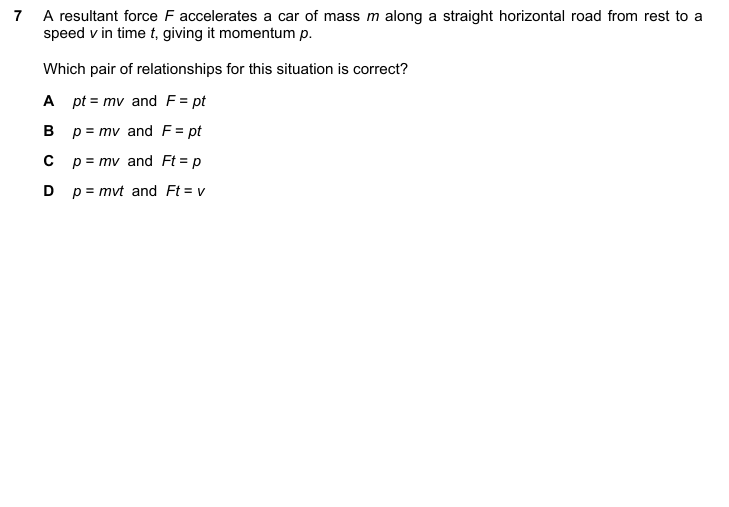 7 A resultant force F accelerates a car of mass m along a straight horizontal road from rest to a
speed v in time t, giving it momentum p.
Which pair of relationships for this situation is correct?
A pt = mv and F = pt
B p = mv and F = pt
C p = mv and Ft = p
D p = mvt and Ft = v